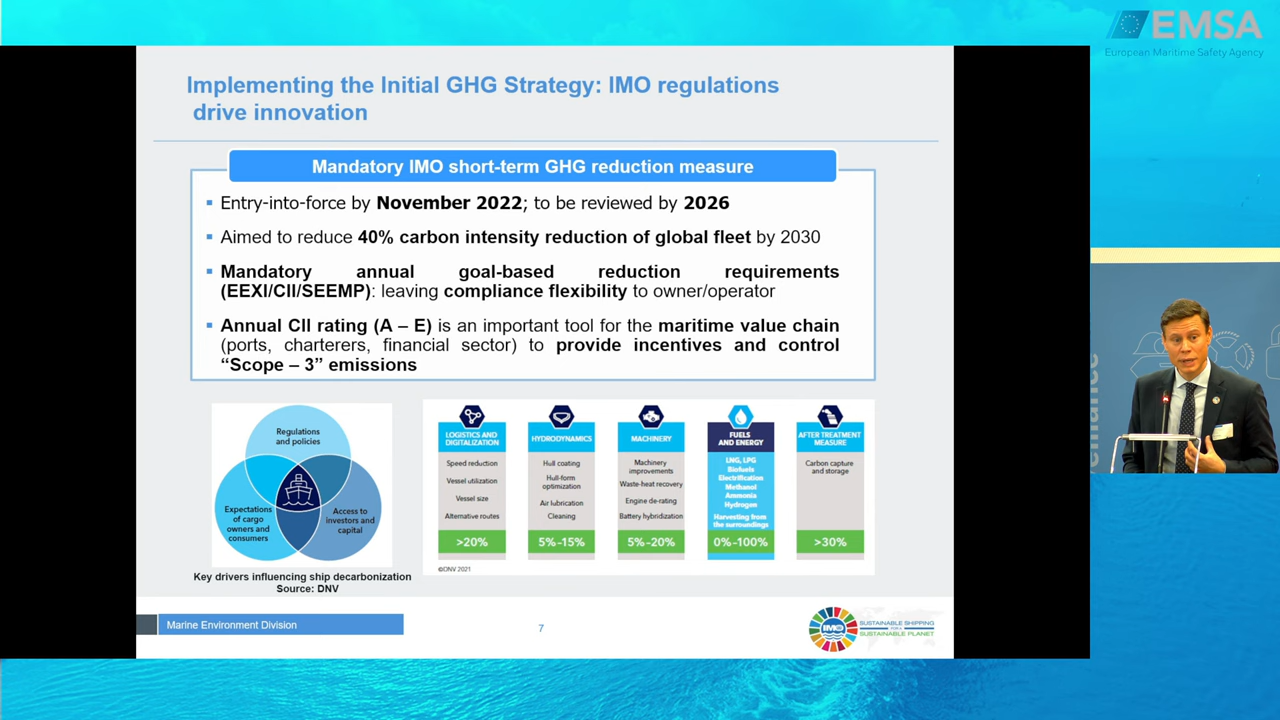 EMSA
European Maritime Safety Agency
Implementing the Initial GHG Strategy: IMO regulations
drive innovation
Mandatory IMO short-term GHG reduction measure
▪ Entry-into-force by November 2022; to be reviewed by 2026
▪ Aimed to reduce 40% carbon intensity reduction of global fleet by 2030
▪ Mandatory annual goal-based reduction requirements
(EEXI/CII/SEEMP): leaving compliance flexibility to owner/operator
▪ Annual CII rating (A – E) is an important tool for the maritime value chain
(ports, charterers, financial sector) to provide incentives and control
“Scope – 3” emissions
Regulations
and policies
Expectations
of cargo
owners and
consumers
Access to
investors and
capital
Key drivers influencing ship decarbonization
Source: DNV
LOGISTICS AND
DIGITALIZATION
Speed reduction
Vessel utilization
Vessel size
Alternative routes
>20%
HYDRODYNAMICS
Hull coating
Hull-form
optimization
Air lubrication
Cleaning
5%-15%
MACHINERY
Machinery
improvements
Waste-heat recovery
Engine de-rating
Battery hybridization
5%-20%
FUELS
AND ENERGY
LNG, LPG
Biofuels
Electrification
Methanol
Ammonia
Hydrogen
Harvesting from
the surroundings
0%-100%
AFTER TREATMENT
MEASURE
Carbon capture
and storage
>30%
©DNV 2021
Marine Environment Division
7
IMO
SUSTAINABLE SHIPPING
SUSTAINABLE PLANET